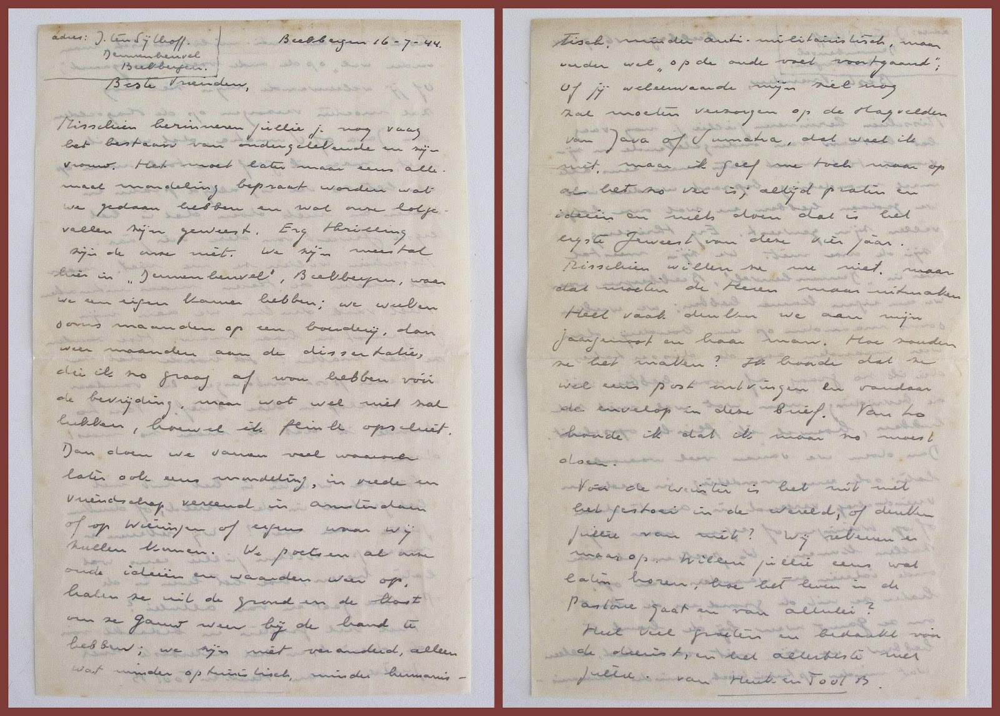 adres: J. ten Sijthoff.
Dennenheuvel
Beekbergen.
Beekbergen 16-7-44.
Beste Vrienden,
Misschien herinneren jullie je nog vaag
het bestaan van ondergetekende en zijn
vrouw. Het moet later maar eens alle-
maal mondeling bepraat worden wat
we gedaan hebben en wat onze lotge-
vallen zijn geweest. Erg thrilling
zijn de onze niet. We zijn meestal
hier in „Dennenheuvel", Beekbergen, waar
we een eigen kamer hebben; we werken
soms maanden op een boerderij, dan
weer maanden aan de dissertatie,
die ik zo graag af wou hebben vóór
de bevrijding, maar wat wel niet zal
lukken, hoewel ik flink opschiet.
Dan doen we samen veel waarover
later ook eens mondeling, in vrede en
vriendschap vereend in Amsterdam
of op Wieringen of ergens waar wij
zullen komen. We poetsen al onze
oude ideeën en waarden weer op,
halen ze uit de grond en de kast
om ze gauw weer bij de hand te
hebben; we zijn niet veranderd, alleen
wat minder optimistisch, minder humanis-
tisch, minder anti-militairistisch, maar
verder wel „op de oude voet voortgaand";
Of jij weleerwaarde mijn ziel nog
zal moeten verzorgen op de slagvelden
van Java of Sumatra, dat weet ik
niet, maar ik geef me toch maar op
als het zo ver is; altijd praten en
ideeën en niets doen dat is het
ergste geweest van deze vier jaar.
Misschien willen ze me niet, maar
dat moeten de Heren maar uitmaken
Heel vaak denken we aan mijn
jaargenoot en haar man. Hoe zouden
ze het maken? Ik hoorde dat ze
wel eens post ontvingen en vandaar
de envelop in deze brief. Van
hoorde ik dat ik maar zo moest
doen.
Vóór de winter is het uit met
het gestoei in de wereld, of denken
jullie van niet? Wij rekenen er
maar op. Willen jullie eens wat
laten horen, hoe het leven in de
pastorie gaat en van allerlei?
Heel veel groeten en bedankt voor
de dienst, en het allerbeste met
jullie. van Henk en Tool B.